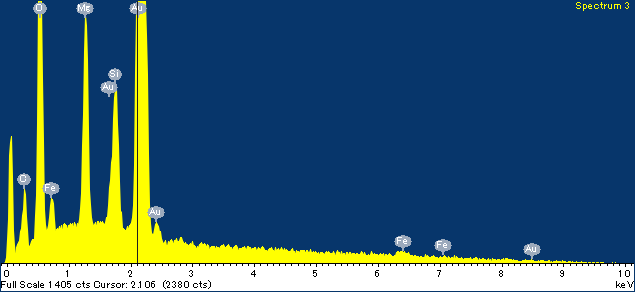 Spectrum 3
O Mg Au
Si
Au
C Fe
Au
Fe Fe Au
0 1 2 3 4 5 6 7 8 9 10
Full Scale 1405 cts Cursor: 2.106 (2380 cts) keV